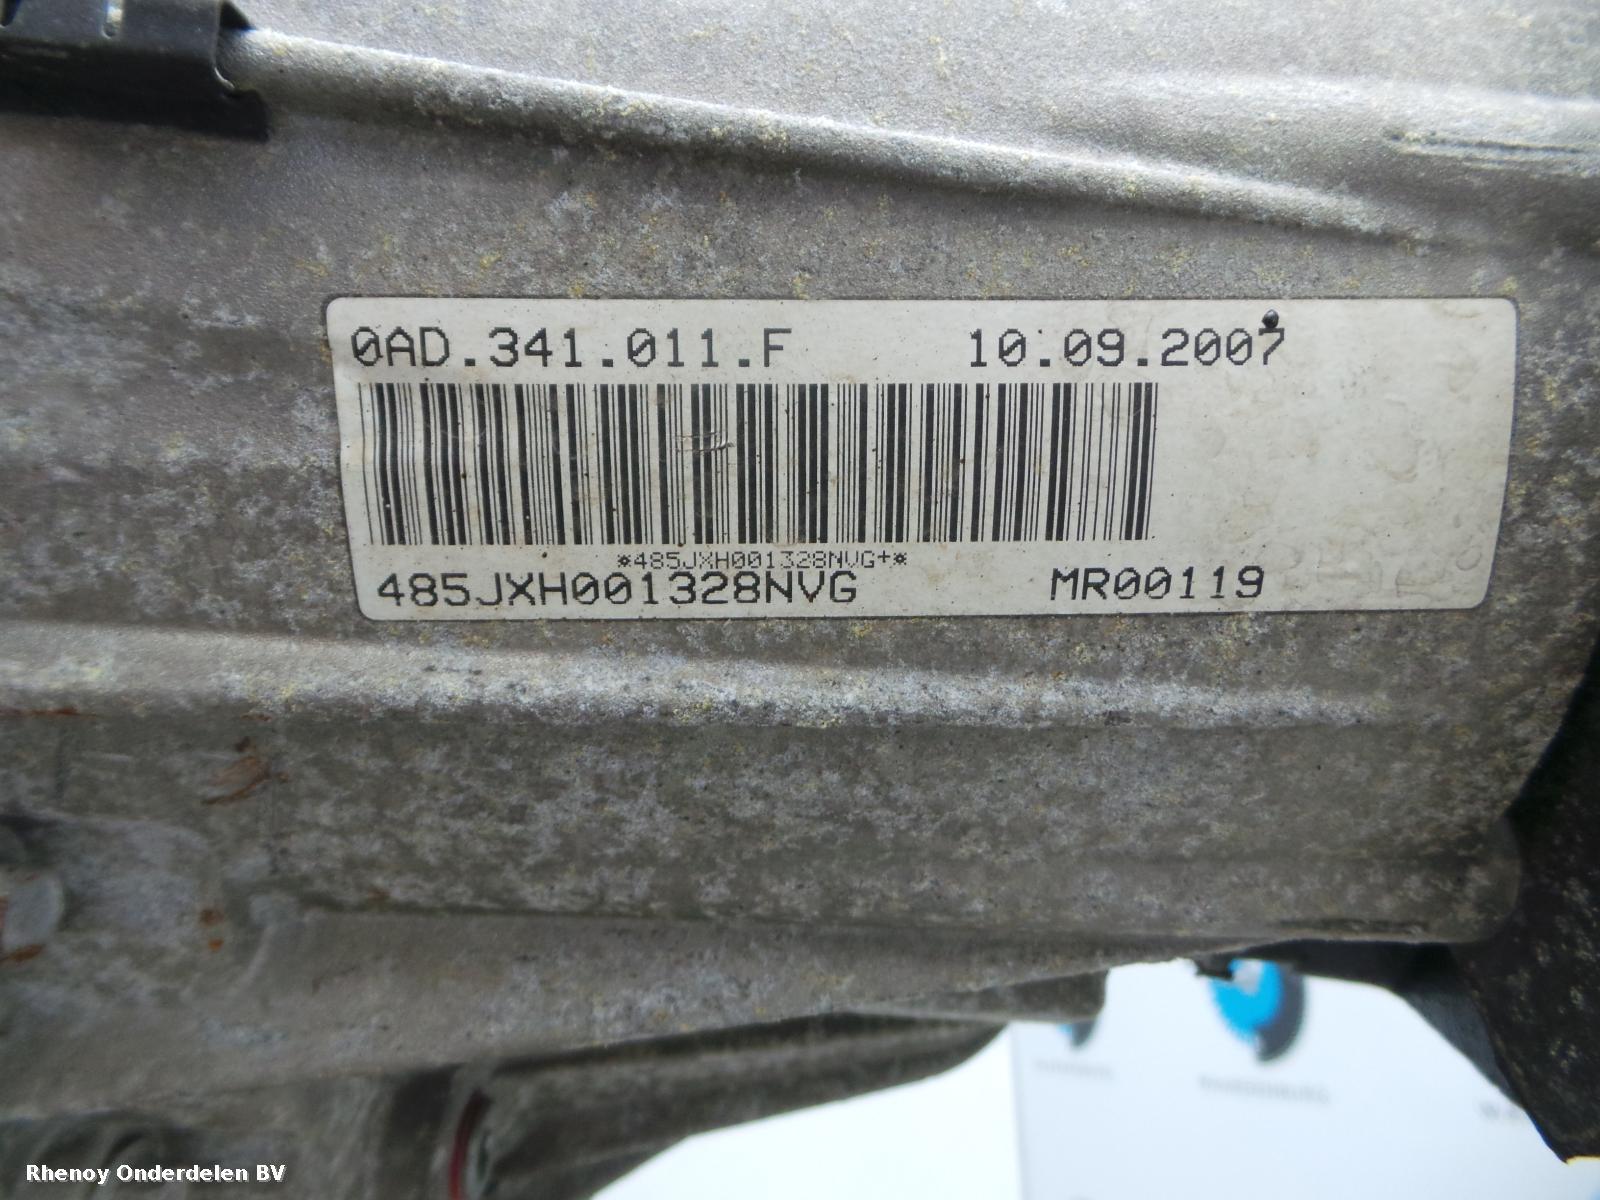 0AD.341.011.F 10.09.2007
*485JXH001328NVG+*
485JXH001328NVG MR00119
Rhenoy Onderdelen BV